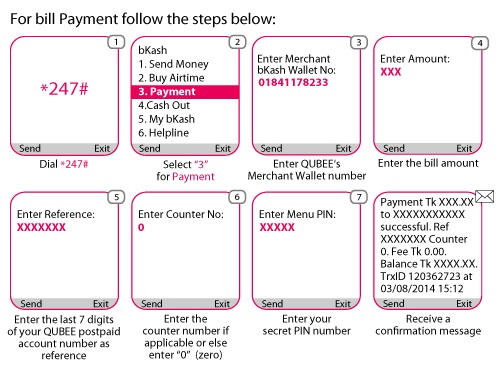 For bill Payment follow the steps below:
1
*247#
Send Exit
Dial *247#
2
bKash
1. Send Money
2. Buy Airtime
3. Payment
4.Cash Out
5. My bKash
6. Helpline
Send Exit
Select “3”
for Payment
3
Enter Merchant
bKash Wallet No:
01841178233
Send Exit
Enter QUBEE's
Merchant Wallet number
4
Enter Amount:
XXX
Send Exit
Enter the bill amount
5
Enter Reference:
XXXXXXX
Send Exit
Enter the last 7 digits
of your QUBEE postpaid
account number as
reference
6
Enter Counter No:
0
Send Exit
Enter the
counter number if
applicable or else
enter “0” (zero)
7
Enter Menu PIN:
XXXXX
Send Exit
Enter your
secret PIN number
Payment Tk XXX.XX
to XXXXXXXXXXX
successful. Ref
XXXXXXX Counter
0. Fee Tk 0.00.
Balance Tk XXXX.XX.
TrxID 120362723 at
03/08/2014 15:12
Send Exit
Receive a
confirmation message